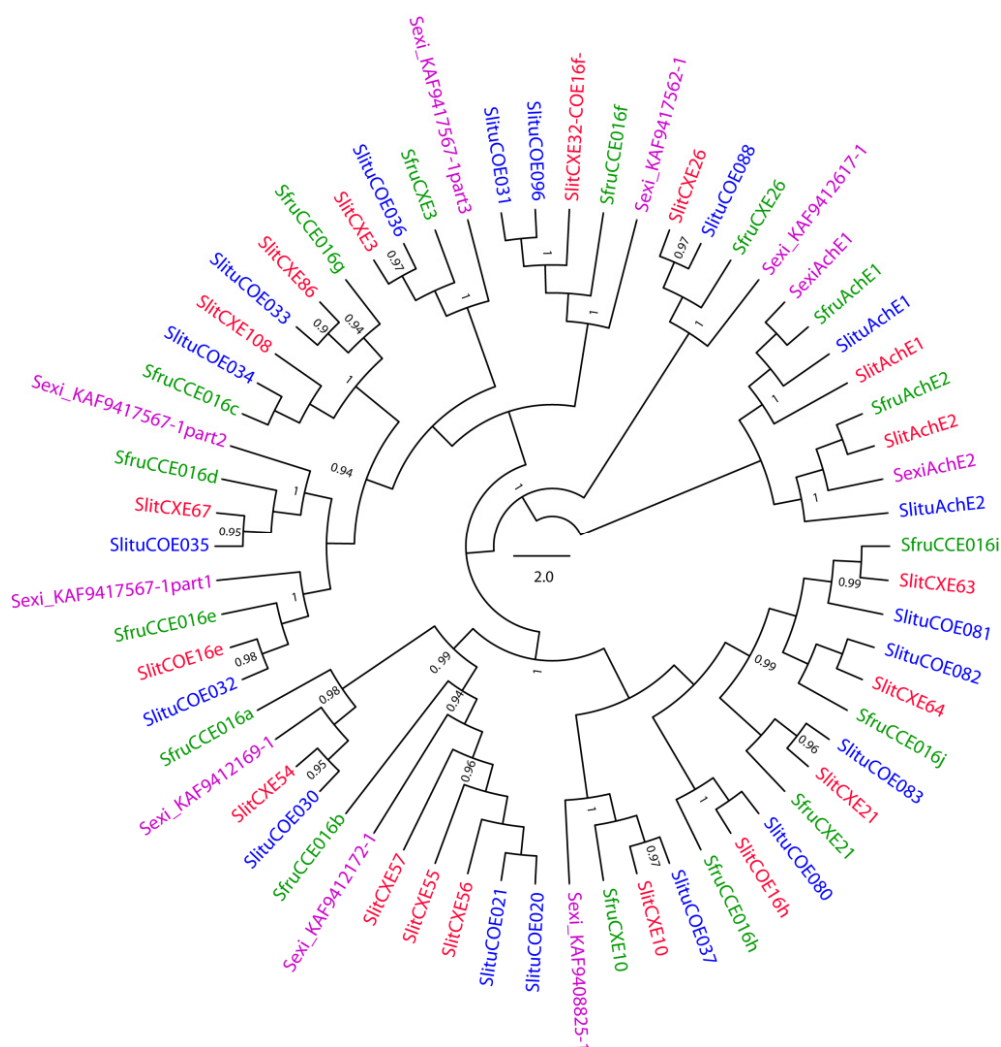 Sexi_KAF9417567-1part3
SlituCOE031
SlituCOE096
SlitCXE32-COE16f-
SfruCCE016f
Sexi_KAF9417562-1
SlitCXE26
SlituCOE088
SfruCXE26
Sexi_KAF9412617-1
SexiAchE1
SfruAchE1
SlituAchE1
SlitAchE1
SfruAchE2
SlitAchE2
SexiAchE2
SlituAchE2
SfruCCE016i
SlitCXE63
SlituCOE081
SlituCOE082
SlitCXE64
SfruCCE016j
SlituCOE083
SlitCXE21
SfruCXE21
SlituCOE080
SlitCOE16h
SfruCCE016h
SlituCOE037
SlitCXE10
SfruCXE10
Sexi_KAF9408825-1
SlituCOE020
SlituCOE021
SlitCXE56
SlitCXE55
SlitCXE57
Sexi_KAF9412172-1
SfruCCE016b
SlituCOE030
SlitCXE54
Sexi_KAF9412169-1
SfruCCE016a
SlituCOE032
SlitCOE16e
SfruCCE016e
Sexi_KAF9417567-1part1
SlituCOE035
SlitCXE67
SfruCCE016d
Sexi_KAF9417567-1part2
SfruCCE016c
SlituCOE034
SlitCXE108
SlituCOE033
SlitCXE86
SfruCCE016g
SlitCXE3
SlituCOE036
SfruCXE3
0.97
1
1
1
0.97
1
1
1
0.99
0.99
0.96
1
0.97
1
1
0.96
0.94
0. 99
0.98
0.95
0.98
1
0.95
1
0.94
1
0.9
0.94
1
2.0